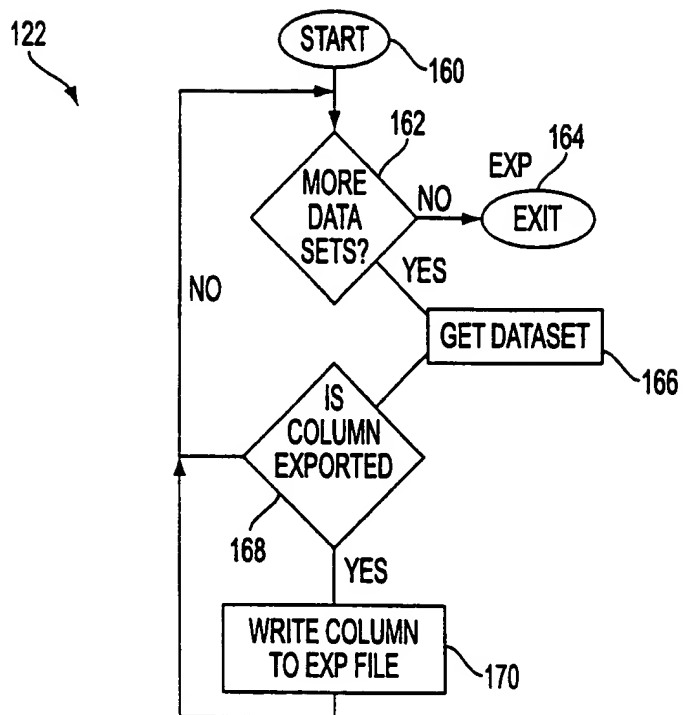 122
START
160
162
MORE
DATA
SETS?
NO
EXP
164
EXIT
YES
NO
GET DATASET
166
IS
COLUMN
EXPORTED
168
YES
WRITE COLUMN
TO EXP FILE
170